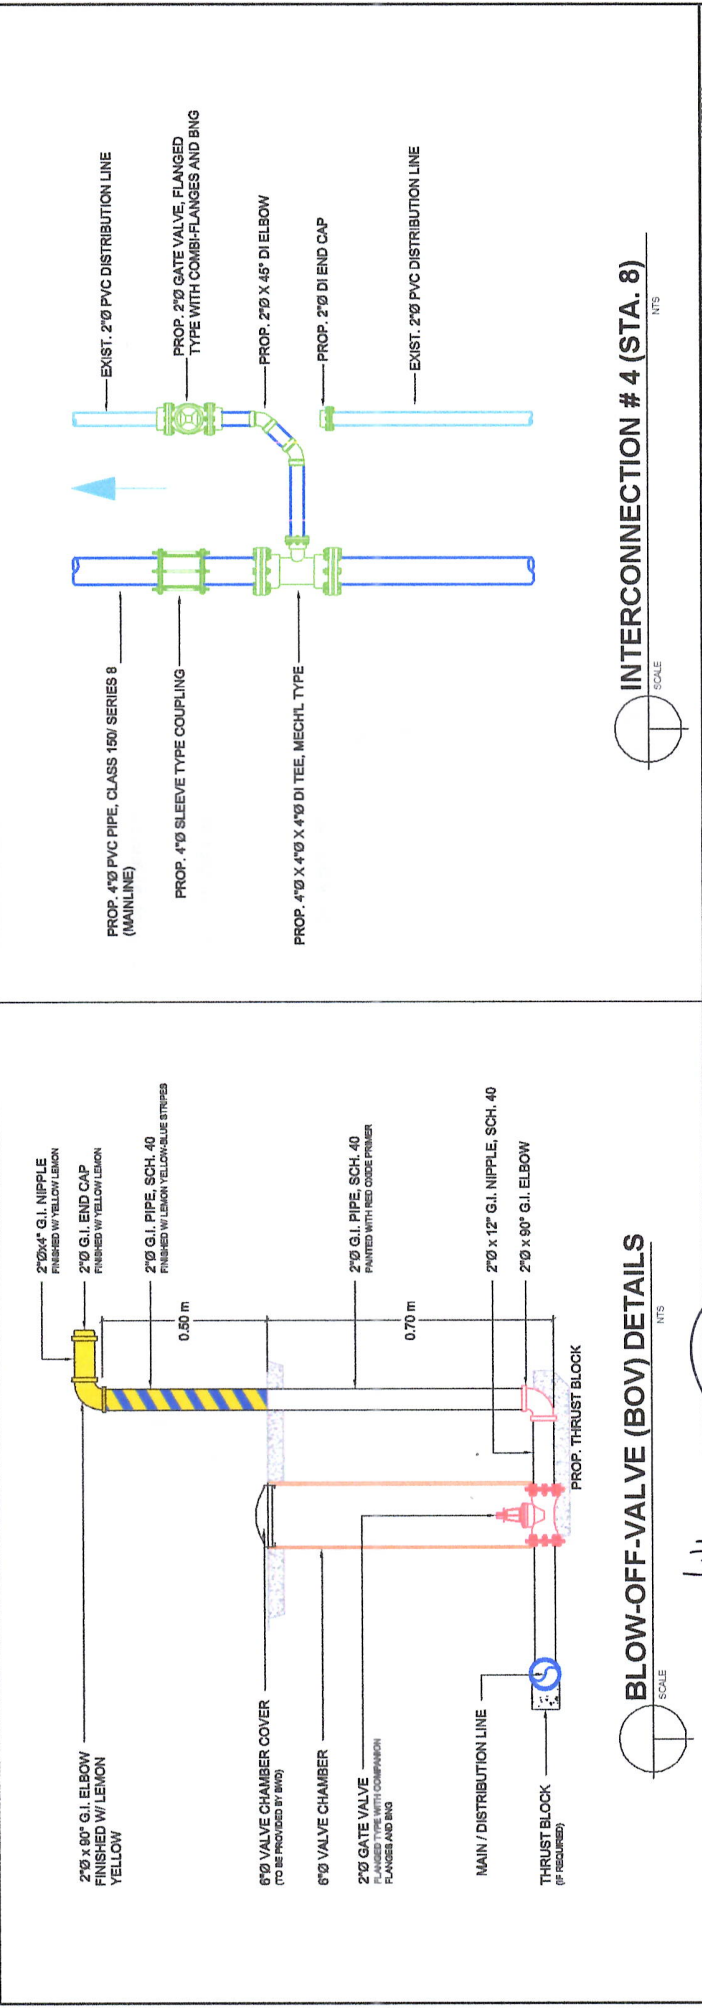 2"Øx4" G.I. NIPPLE
FINISHED W/ YELLOW LEMON
2"Ø G.I. END CAP
FINISHED W/ YELLOW LEMON
2"Ø G.I. PIPE, SCH. 40
FINISHED W/ LEMON YELLOW-BLUE STRIPES
0.50 m
2"Ø G.I. PIPE, SCH. 40
PAINTED WITH RED OXIDE PRIMER
0.70 m
2"Ø x 12" G.I. NIPPLE, SCH. 40
2"Ø x 90° G.I. ELBOW
PROP. THRUST BLOCK
2"Ø x 90° G.I. ELBOW
FINISHED W/ LEMON
YELLOW
6"Ø VALVE CHAMBER COVER
(TO BE PROVIDED BY BWD)
6"Ø VALVE CHAMBER
2"Ø GATE VALVE
FLANGED TYPE WITH COMPANION
FLANGES AND BNG
MAIN / DISTRIBUTION LINE
THRUST BLOCK
(IF REQUIRED)
BLOW-OFF-VALVE (BOV) DETAILS
SCALE
NTS
PROP. 4"Ø PVC PIPE, CLASS 150/ SERIES 8
(MAINLINE)
PROP. 4"Ø SLEEVE TYPE COUPLING
PROP. 4"Ø X 4"Ø X 4"Ø DI TEE, MECH'L TYPE
EXIST. 2"Ø PVC DISTRIBUTION LINE
PROP. 2"Ø GATE VALVE, FLANGED
TYPE WITH COMBI-FLANGES AND BNG
PROP. 2"Ø X 45° DI ELBOW
PROP. 2"Ø DI END CAP
EXIST. 2"Ø PVC DISTRIBUTION LINE
INTERCONNECTION # 4 (STA. 8)
SCALE
NTS